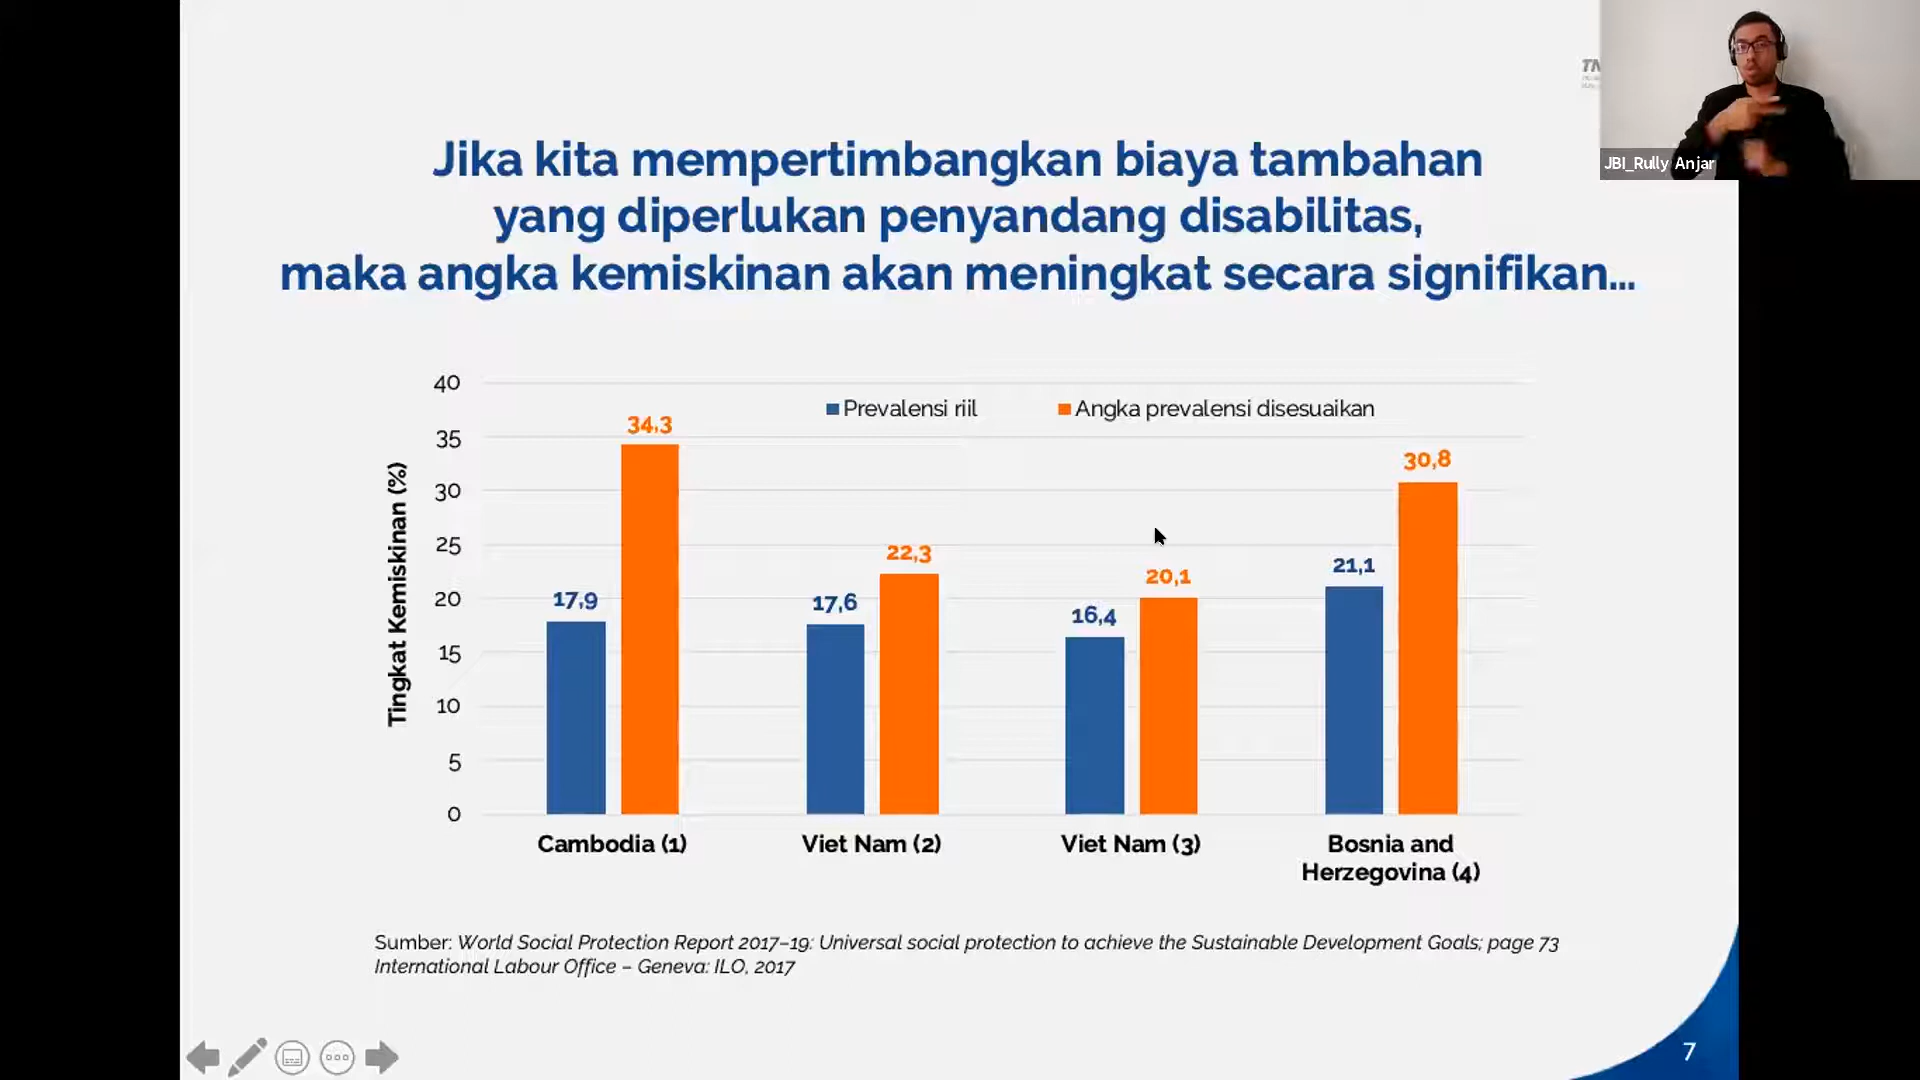 TN
JBI_Rully Anjar
Jika kita mempertimbangkan biaya tambahan
yang diperlukan penyandang disabilitas,
maka angka kemiskinan akan meningkat secara signifikan...
Tingkat Kemiskinan (%)
40
35
30
25
20
15
10
5
0
Prevalensi riil
Angka prevalensi disesuaikan
17,9
34,3
17,6
22,3
16,4
20,1
21,1
30,8
Cambodia (1)
Viet Nam (2)
Viet Nam (3)
Bosnia and
Herzegovina (4)
Sumber: World Social Protection Report 2017–19: Universal social protection to achieve the Sustainable Development Goals; page 73
International Labour Office – Geneva: ILO, 2017
7